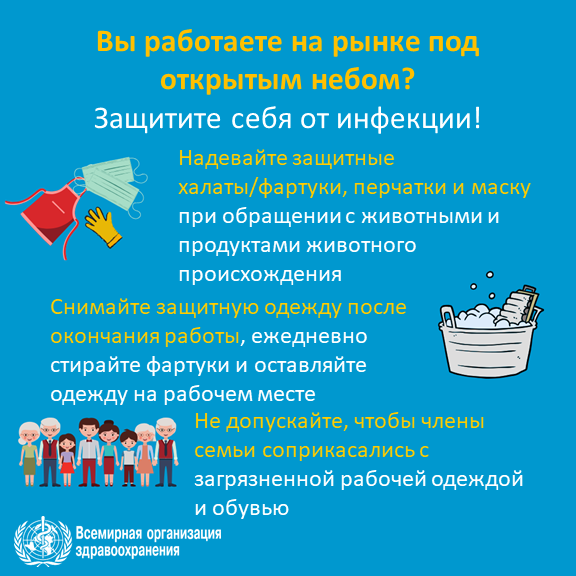 Вы работаете на рынке под
открытым небом?
Защитите себя от инфекции!
Надевайте защитные
халаты/фартуки, перчатки и маску
при обращении с животными и
продуктами животного
происхождения
Снимайте защитную одежду после
окончания работы, ежедневно
стирайте фартуки и оставляйте
одежду на рабочем месте
Не допускайте, чтобы члены
семьи соприкасались с
загрязненной рабочей одеждой
и обувью
Всемирная организация
здравоохранения